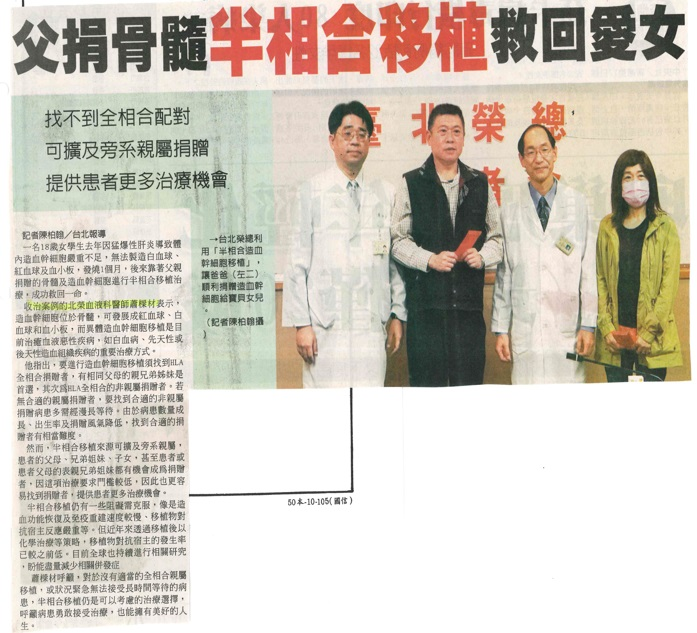 父捐骨髓半相合移植救回愛女
找不到全相合配對
可擴及旁系親屬捐贈
提供患者更多治療機會
臺北榮總
者
記者陳柏翰／台北報導
一名18歲女學生去年因猛爆性肝炎導致體
內造血幹細胞嚴重不足，無法製造白血球、
紅血球及血小板，發燒1個月，後來靠著父親
捐贈的骨髓及造血幹細胞進行半相合移植治
療，成功救回一命。
收治案例的北榮血液科醫師蕭樑材表示，
造血幹細胞位於骨髓，可發展成紅血球、白
血球和血小板，而異體造血幹細胞移植是目
前治癒血液惡性疾病，如白血病、先天性或
後天性造血組織疾病的重要治療方式。
他指出，要進行造血幹細胞移植須找到HLA
全相合捐贈者，有相同父母的親兄弟姊妹是
首選，其次為HLA全相合的非親屬捐贈者。若
無合適的親屬捐贈者，要找到合適的非親屬
捐贈病患多需經漫長等待。由於病患數量成
長、出生率及捐贈風氣降低，找到合適的捐
贈者有相當難度。
然而，半相合移植來源可擴及旁系親屬，
患者的父母、兄弟姐妹、子女，甚至患者或
患者父母的表親兄弟姐妹都有機會成為捐贈
者，因這項治療要求門檻較低，因此也更容
易找到捐贈者，提供患者更多治療機會。
半相合移植仍有一些阻礙需克服，像是造
血功能恢復及免疫重建速度較慢、移植物對
抗宿主反應嚴重等。但近年來透過移植後以
化學治療等策略，移植物對抗宿主的發生率
已較之前低。目前全球也持續進行相關研究
，盼能盡量減少相關併發症
蕭樑材呼籲，對於沒有適當的全相合親屬
移植，或狀況緊急無法接受長時間等待的病
患，半相合移植仍是可以考慮的治療選擇，
呼籲病患勇敢接受治療，也能擁有美好的人
生。
→台北榮總利
用「半相合造血
幹細胞移植」，
讓爸爸（左二）
順利捐贈造血幹
細胞給寶貝女兒
。
（記者陳柏翰攝
）
50本-10-105(國信)